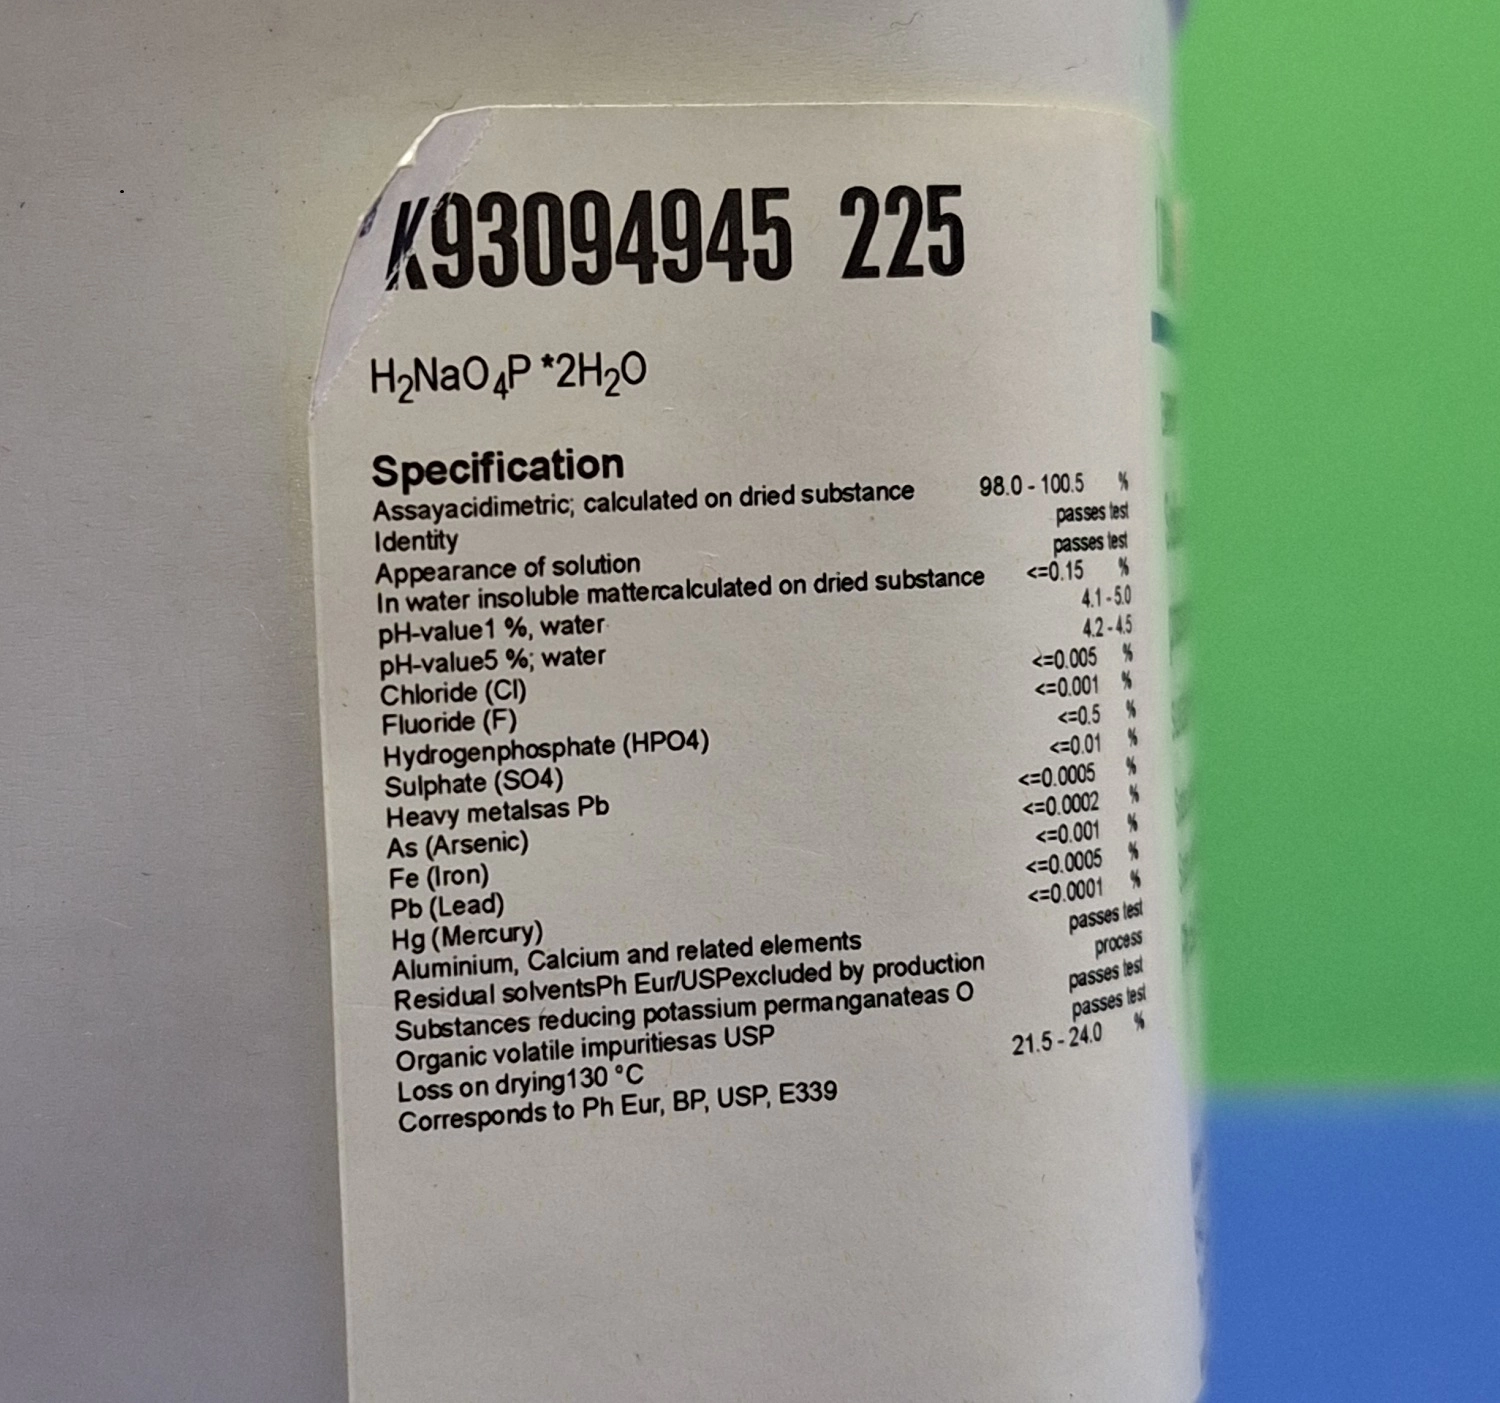 K93094945 225
H2NaO4P *2H2O
Specification
Assayacidimetric; calculated on dried substance 98.0 - 100.5 %
Identity passes test
Appearance of solution passes test
In water insoluble mattercalculated on dried substance <=0.15 %
pH-value1 %, water 4.1 - 5.0
pH-value5 %; water 4.2 - 4.5
Chloride (Cl) <=0.005 %
Fluoride (F) <=0.001 %
Hydrogenphosphate (HPO4) <=0.5 %
Sulphate (SO4) <=0.01 %
Heavy metalsas Pb <=0.0005 %
As (Arsenic) <=0.0002 %
Fe (Iron) <=0.001 %
Pb (Lead) <=0.0005 %
Hg (Mercury) <=0.0001 %
Aluminium, Calcium and related elements passes test
Residual solventsPh Eur/USPexcluded by production process
Substances reducing potassium permanganateas O passes test
Organic volatile impuritiesas USP passes test
Loss on drying130 °C 21.5 - 24.0 %
Corresponds to Ph Eur, BP, USP, E339